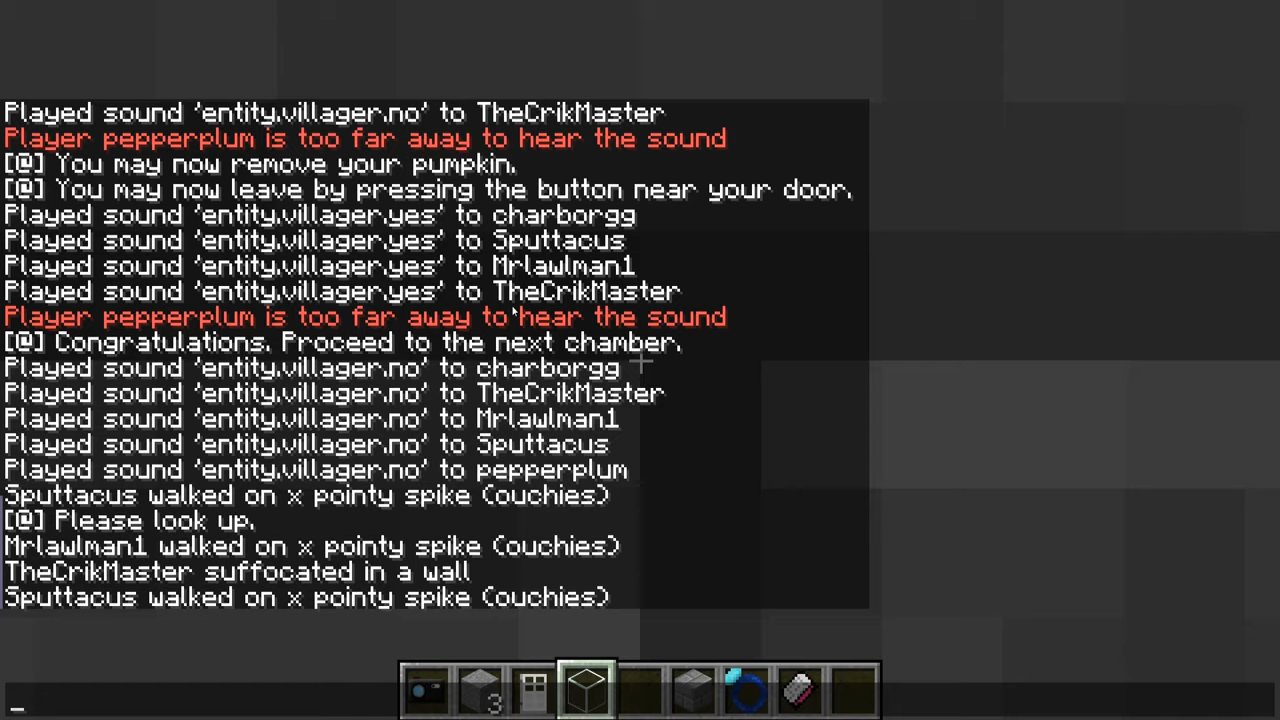 Played sound 'entity.villager.no' to TheCrikMaster
Player pepperplum is too far away to hear the sound
[@] You may now remove your pumpkin.
[@] You may now leave by pressing the button near your door.
Played sound 'entity.villager.yes' to charborgg
Played sound 'entity.villager.yes' to Sputtacus
Played sound 'entity.villager.yes' to Mrlawlman1
Played sound 'entity.villager.yes' to TheCrikMaster
Player pepperplum is too far away to hear the sound
[@] Congratulations. Proceed to the next chamber.
Played sound 'entity.villager.no' to charborgg
Played sound 'entity.villager.no' to TheCrikMaster
Played sound 'entity.villager.no' to Mrlawlman1
Played sound 'entity.villager.no' to Sputtacus
Played sound 'entity.villager.no' to pepperplum
Sputtacus walked on x pointy spike (ouchies)
[@] Please look up.
Mrlawlman1 walked on x pointy spike (ouchies)
TheCrikMaster suffocated in a wall
Sputtacus walked on x pointy spike (ouchies)
3
_